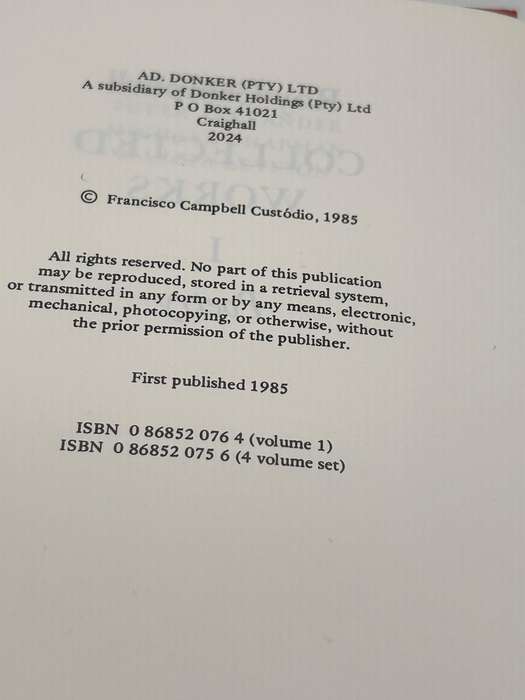 AD. DONKER (PTY) LTD
A subsidiary of Donker Holdings (Pty) Ltd
P O Box 41021
Craighall
2024
© Francisco Campbell Custódio, 1985
All rights reserved. No part of this publication
may be reproduced, stored in a retrieval system,
or transmitted in any form or by any means, electronic,
mechanical, photocopying, or otherwise, without
the prior permission of the publisher.
First published 1985
ISBN 0 86852 076 4 (volume 1)
ISBN 0 86852 075 6 (4 volume set)